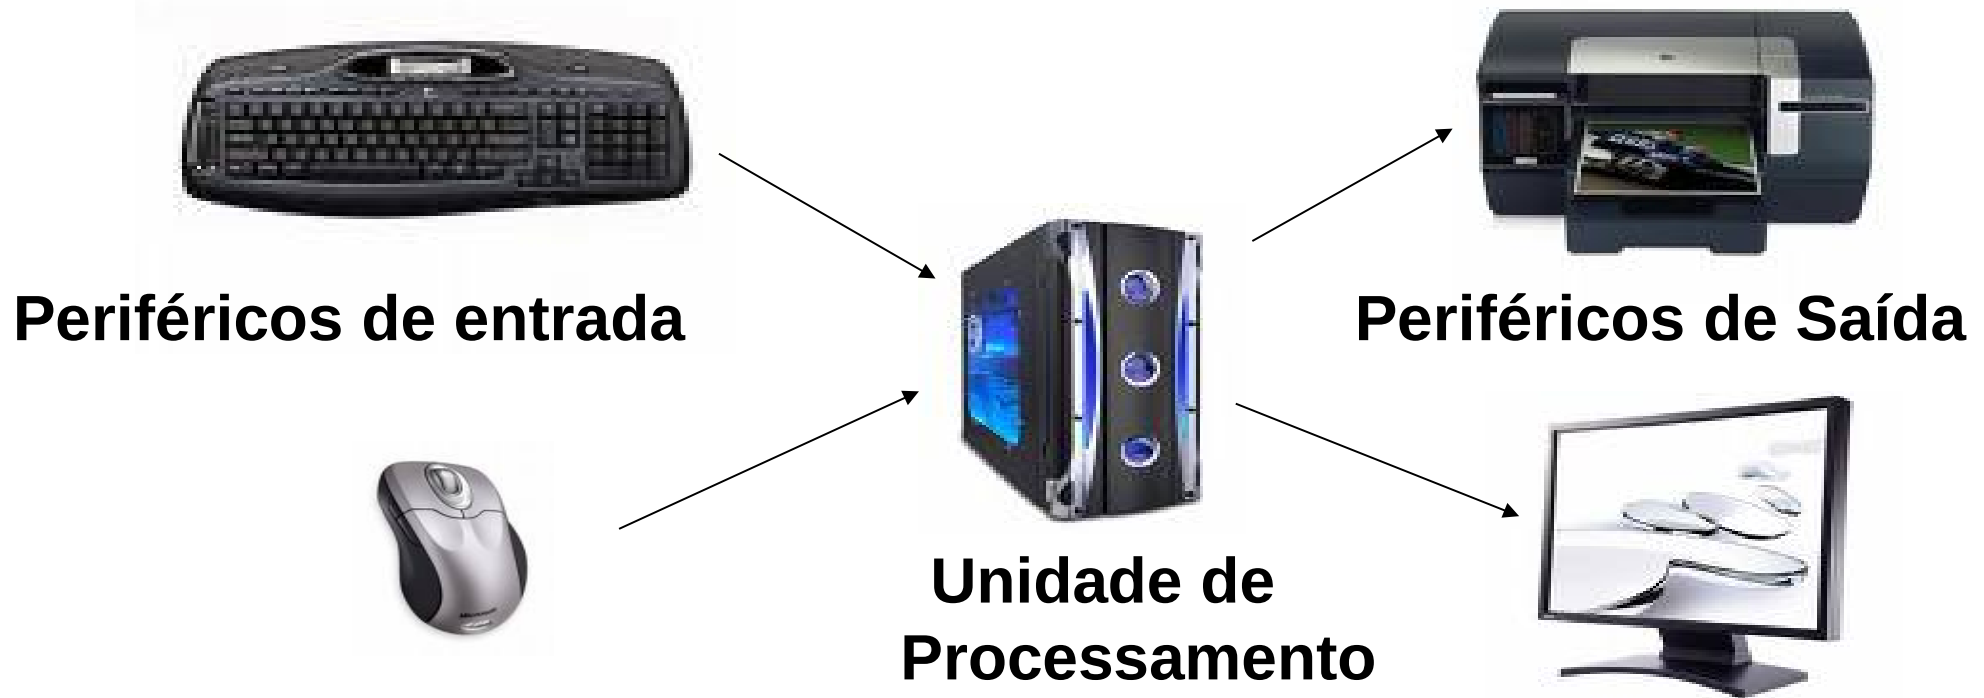 Periféricos de entrada
Periféricos de Saída
Unidade de
Processamento